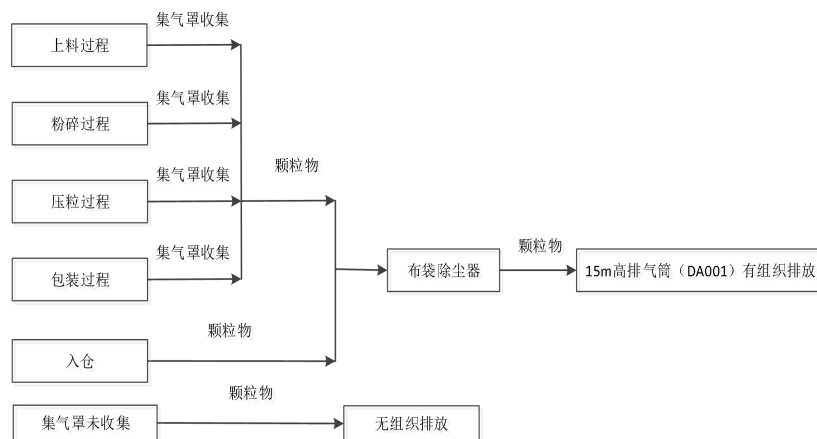 集气罩收集
上料过程
集气罩收集
粉碎过程
集气罩收集
颗粒物
压粒过程
集气罩收集
颗粒物
包装过程
布袋除尘器
15m高排气筒（DA001）有组织排放
颗粒物
入仓
颗粒物
集气罩未收集
无组织排放